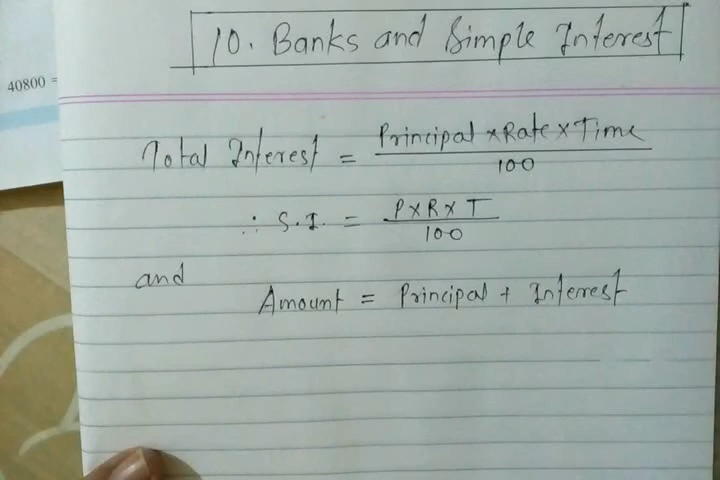 10. Banks and Simple Interest
40800 =
Total Interest = Principal × Rate × Time / 100
∴ S.I. = P × R × T / 100
and
Amount = Principal + Interest